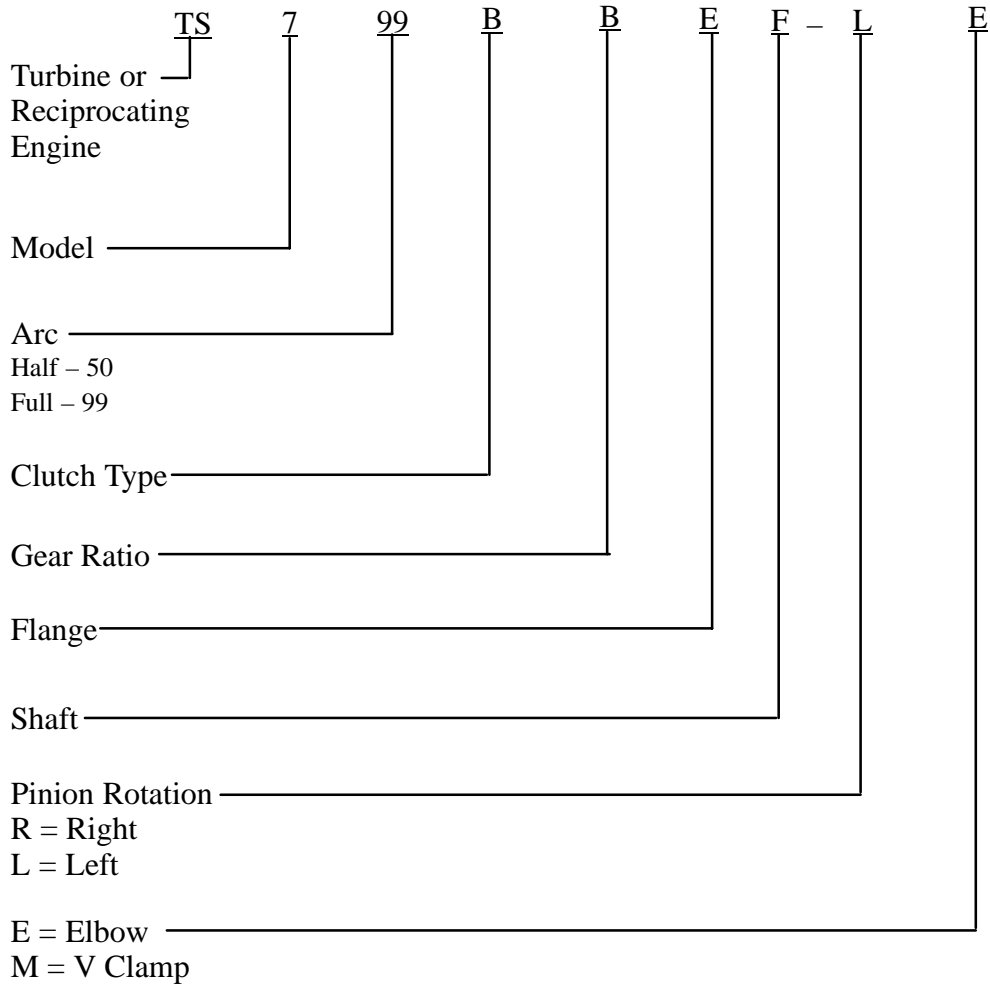 TS 7 99 B B E F – L E
Turbine or
Reciprocating
Engine
Model
Arc
Half – 50
Full – 99
Clutch Type
Gear Ratio
Flange
Shaft
Pinion Rotation
R = Right
L = Left
E = Elbow
M = V Clamp